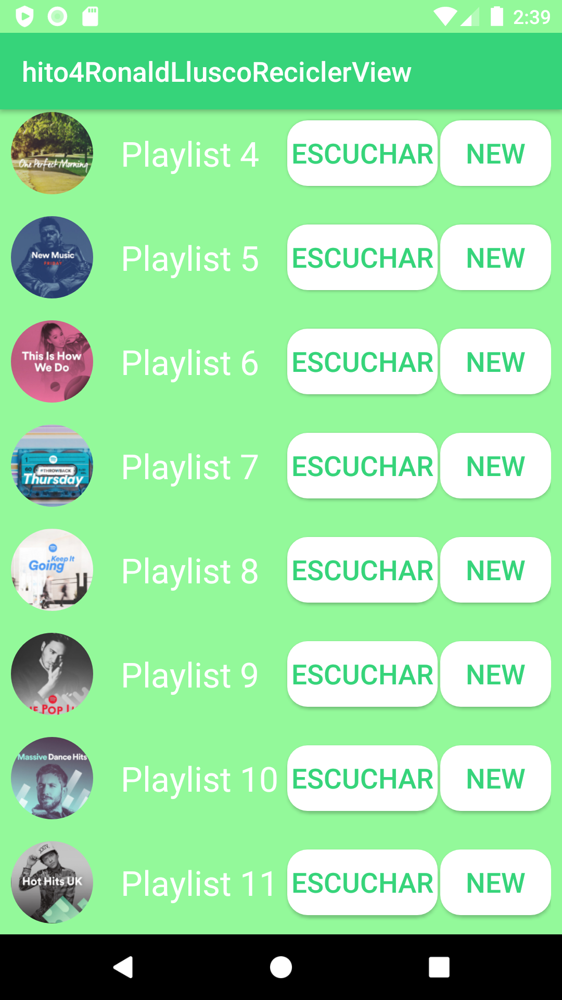 2:39
hito4RonaldLluscoReciclerView
One Perfect Morning
Playlist 4 ESCUCHAR NEW
New Music
FRIDAY
Playlist 5 ESCUCHAR NEW
This Is How
We Do
Playlist 6 ESCUCHAR NEW
1
60
#THROWBACK
Thursday
Playlist 7 ESCUCHAR NEW
Keep It
Going
Playlist 8 ESCUCHAR NEW
POP
Playlist 9 ESCUCHAR NEW
Massive Dance Hits
Playlist 10 ESCUCHAR NEW
XXIV
Hot Hits UK
Playlist 11 ESCUCHAR NEW